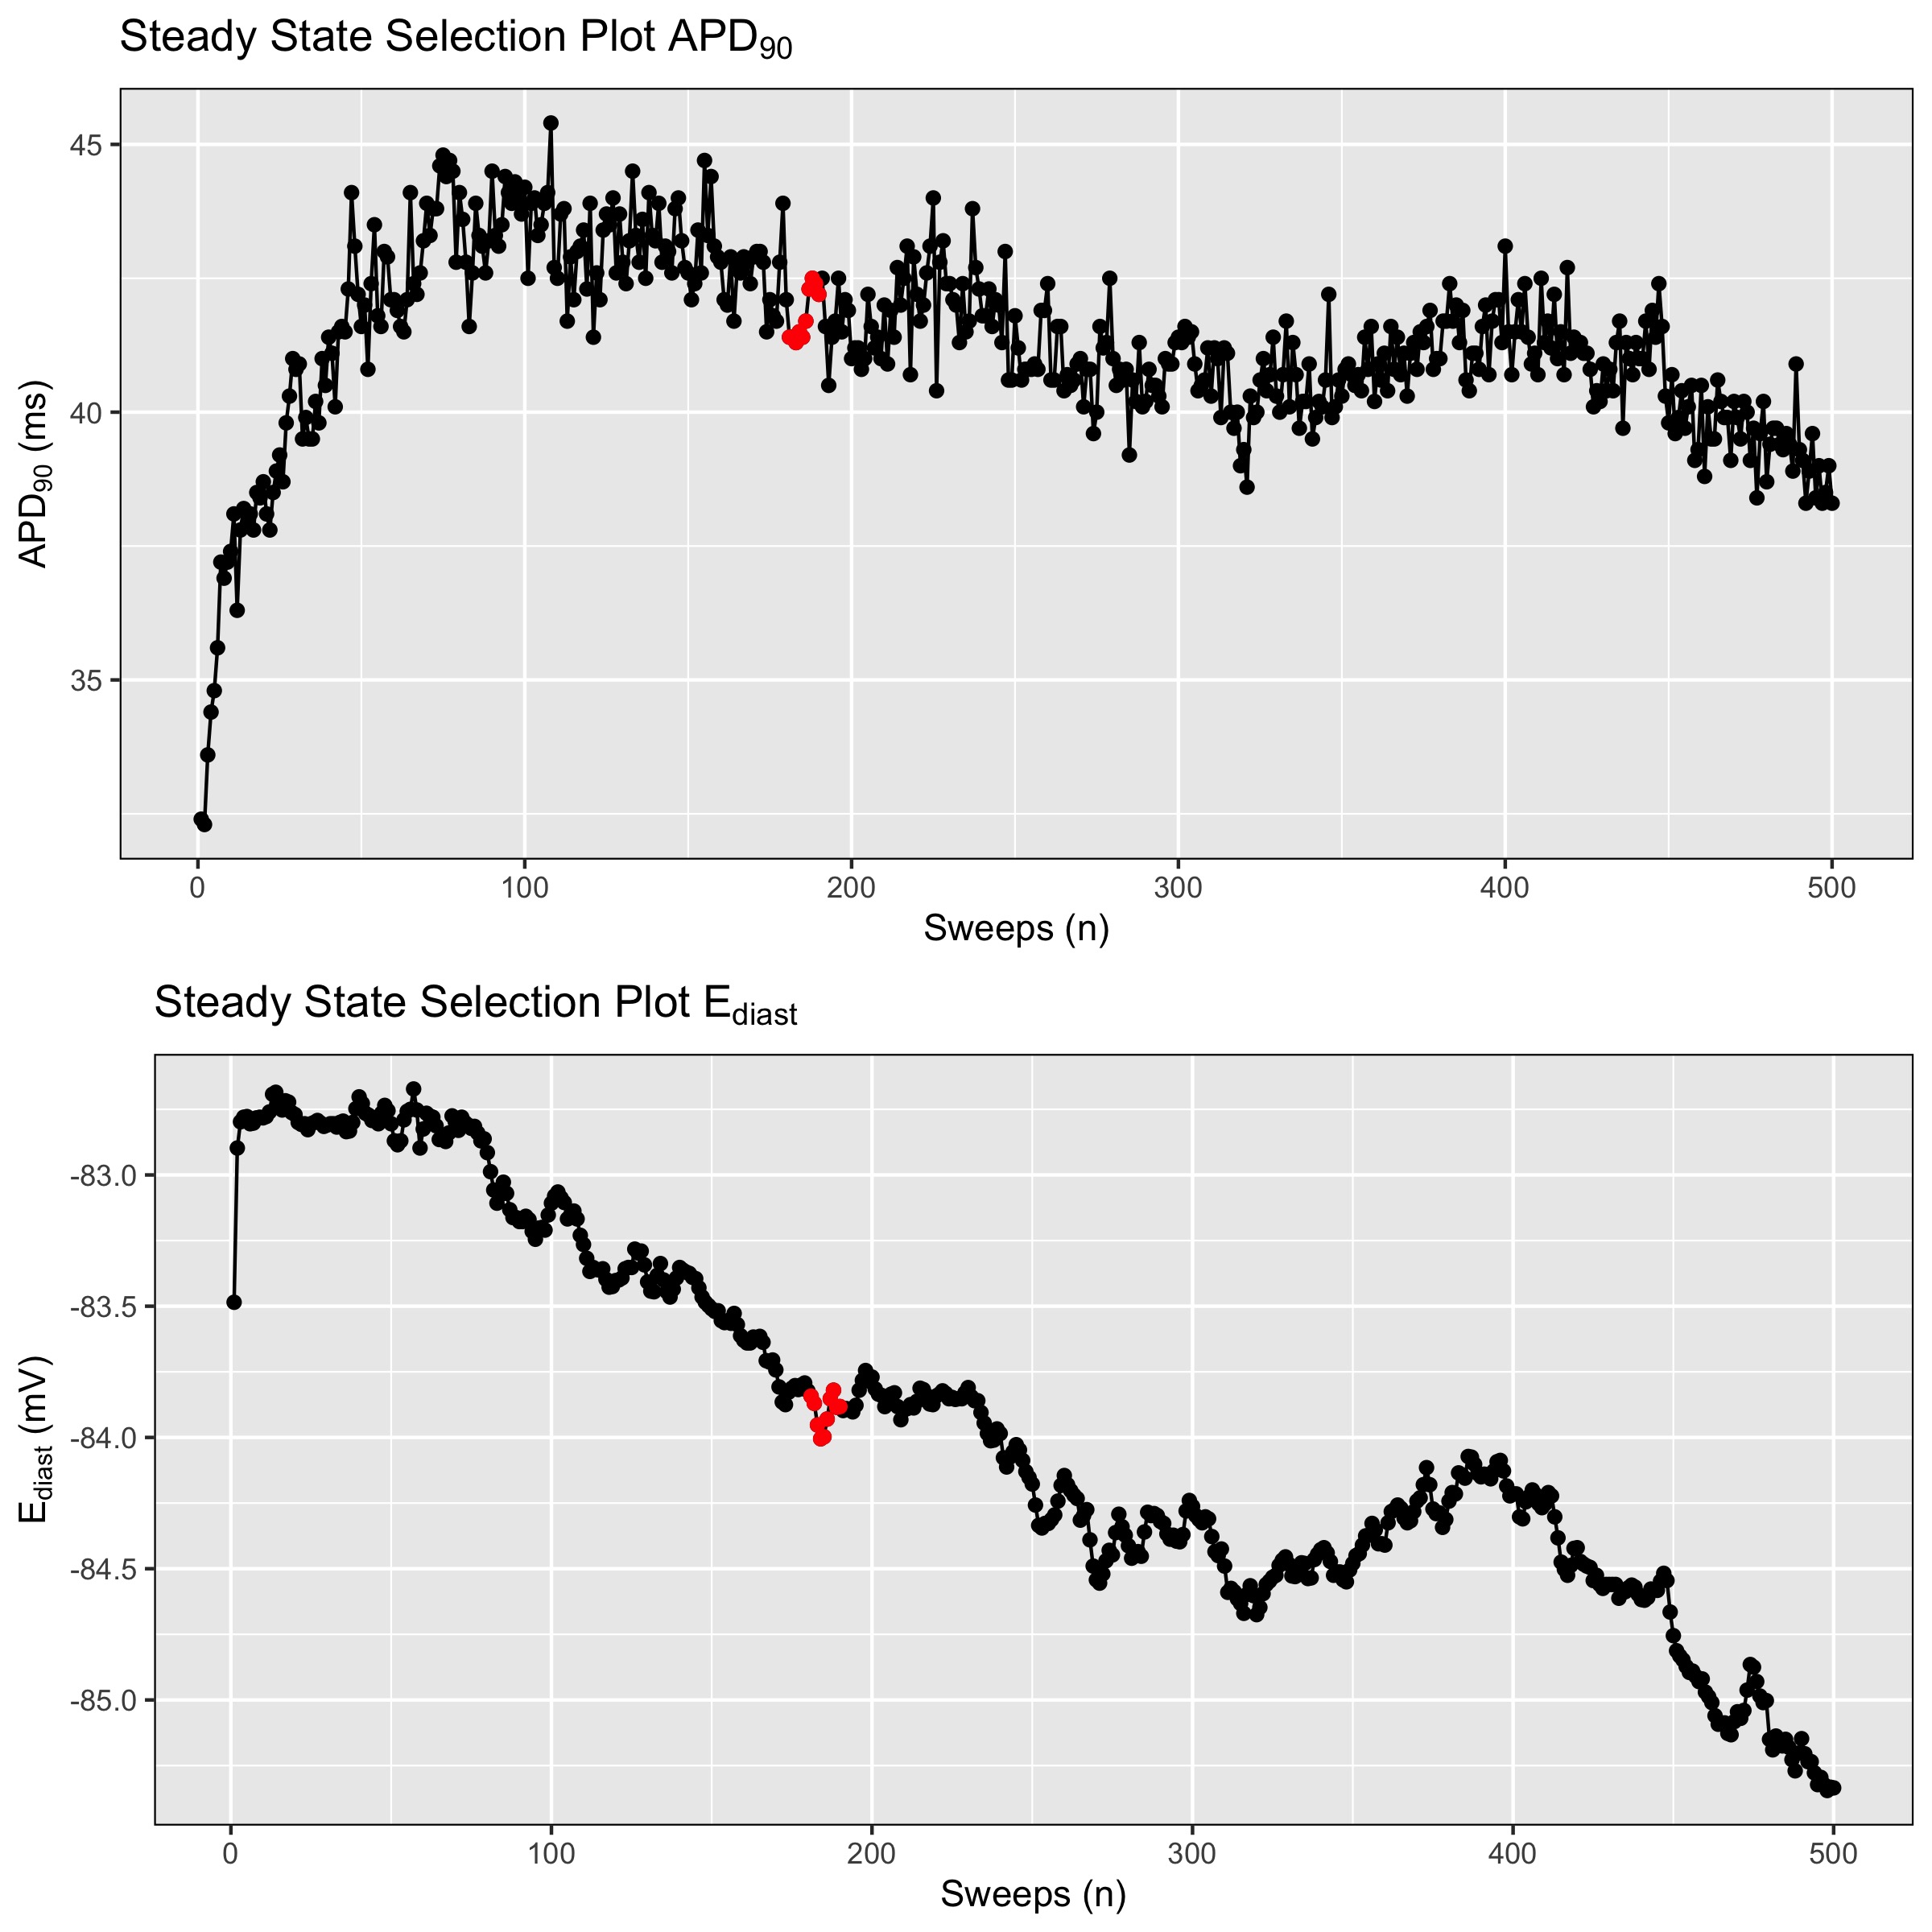 Steady State Selection Plot APD90
45
40
35
APD90 (ms)
0 100 200 300 400 500
Sweeps (n)
Steady State Selection Plot Ediast
-83.0
-83.5
-84.0
-84.5
-85.0
Ediast (mV)
0 100 200 300 400 500
Sweeps (n)